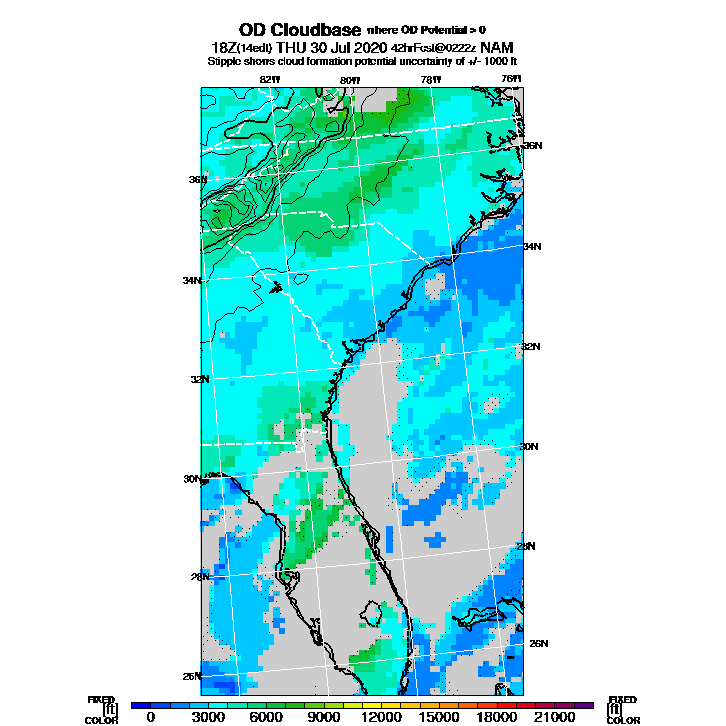 OD Cloudbase where OD Potential > 0
18Z(14edt) THU 30 Jul 2020 42hrFcst@0222z NAM
Stipple shows cloud formation potential uncertainty of +/- 1000 ft
82W 80W 78W 76W
36N
36N
34N
34N
32N
32N
30N
30N
28N
28N
26N
26N
FIXED FIXED
[ft] [ft]
COLOR COLOR
0 3000 6000 9000 12000 15000 18000 21000